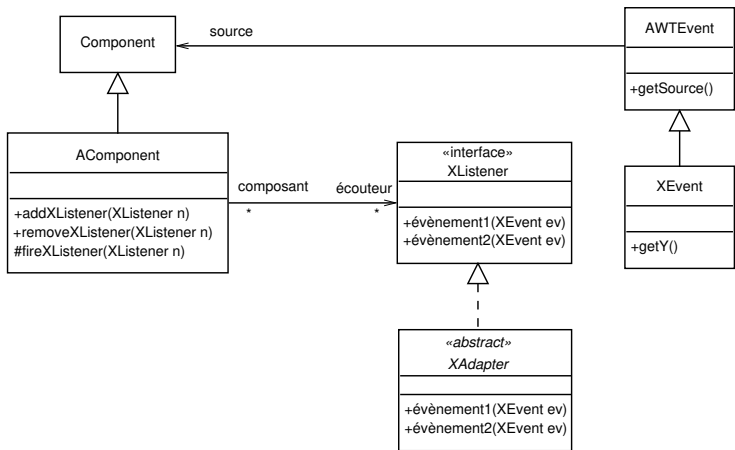 Component
source
AWTEvent
+getSource()
AComponent
+addXListener(XListener n)
+removeXListener(XListener n)
#fireXListener(XListener n)
composant
écouteur
*
*
«interface»
XListener
+évènement1(XEvent ev)
+évènement2(XEvent ev)
XEvent
+getY()
«abstract»
XAdapter
+évènement1(XEvent ev)
+évènement2(XEvent ev)